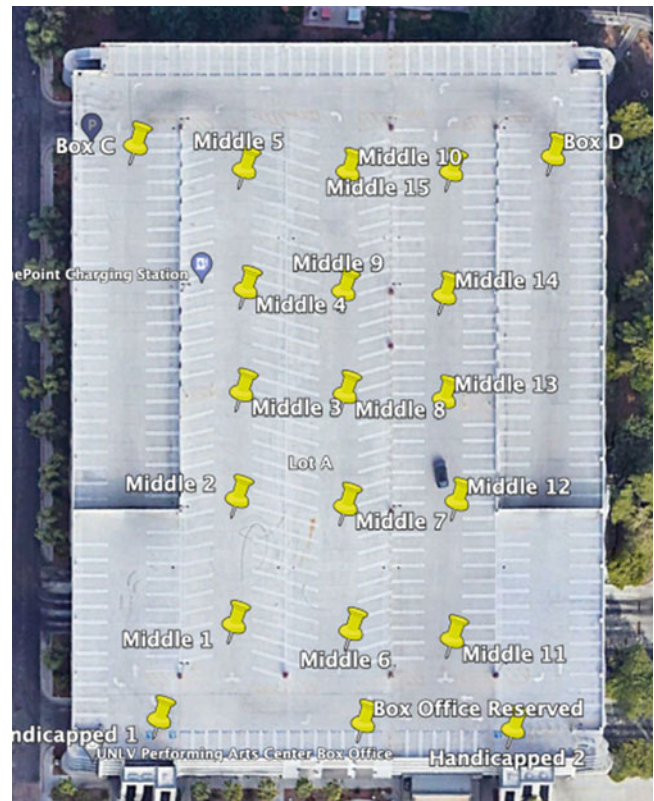 P
Box C
Middle 5
Middle 10
Box D
Middle 15
Middle 9
ePoint Charging Station
Middle 4
Middle 14
Middle 3
Middle 8
Middle 13
Lot A
Middle 2
Middle 12
Middle 7
Middle 1
Middle 6
Middle 11
Box Office Reserved
ndicapped 1
UNLV Performing Arts Center Box Office
Handicapped 2